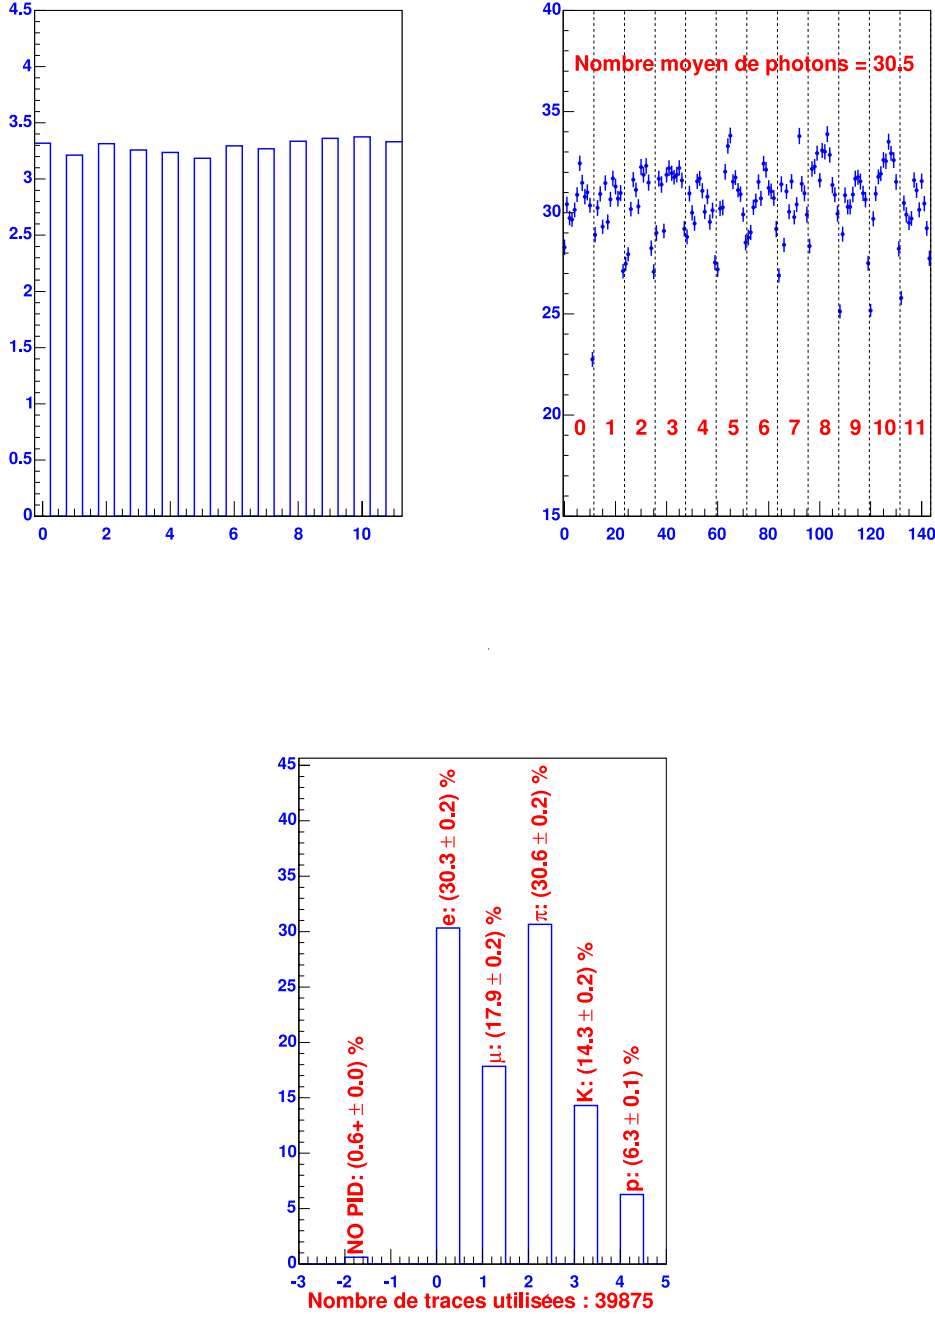 4.5
4
3.5
3
2.5
2
1.5
1
0.5
0
0 2 4 6 8 10
40
35
30
25
20
15
Nombre moyen de photons = 30.5
0 1 2 3 4 5 6 7 8 9 10 11
0 20 40 60 80 100 120 140
45
40
35
30
25
20
15
10
5
0
NO PID: (0.6+ ± 0.0) %
e: (30.3 ± 0.2) %
μ: (17.9 ± 0.2) %
π: (30.6 ± 0.2) %
K: (14.3 ± 0.2) %
p: (6.3 ± 0.1) %
-3 -2 -1 0 1 2 3 4 5
Nombre de traces utilisées : 39875